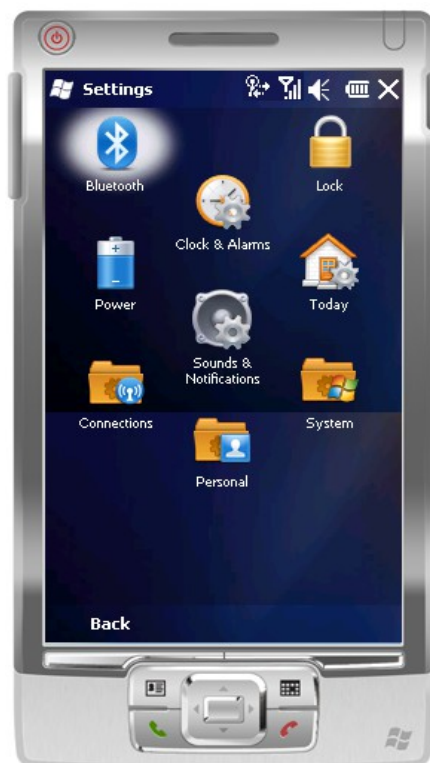 Settings
Bluetooth
Lock
Clock & Alarms
Power
Today
Sounds &
Notifications
Connections
System
Personal
Back